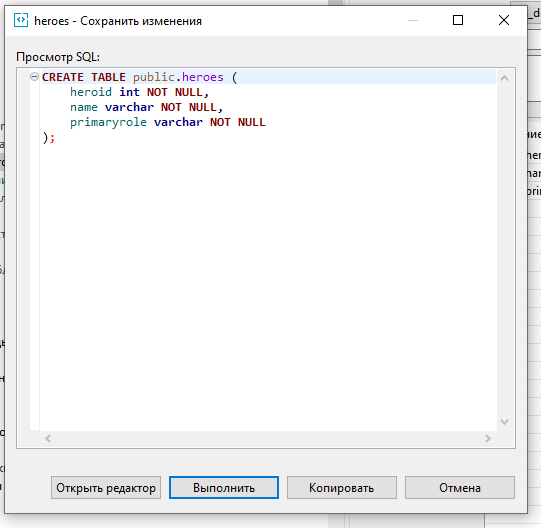 heroes - Сохранить изменения
Просмотр SQL:
CREATE TABLE public.heroes (
heroid int NOT NULL,
name varchar NOT NULL,
primaryrole varchar NOT NULL
);
Открыть редактор
Выполнить
Копировать
Отмена